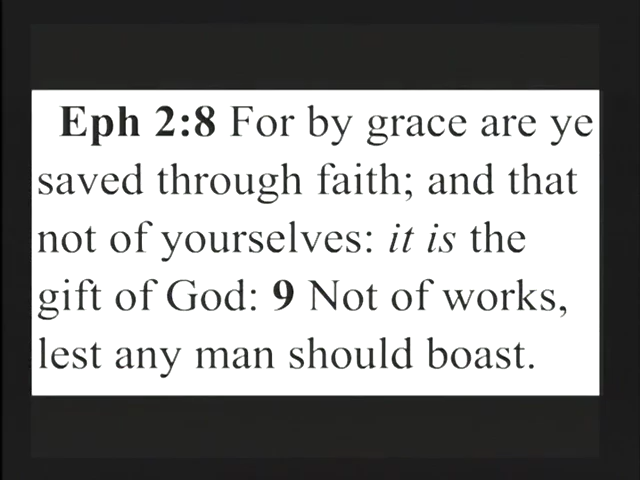 Eph 2:8 For by grace are ye
saved through faith; and that
not of yourselves: it is the
gift of God: 9 Not of works,
lest any man should boast.